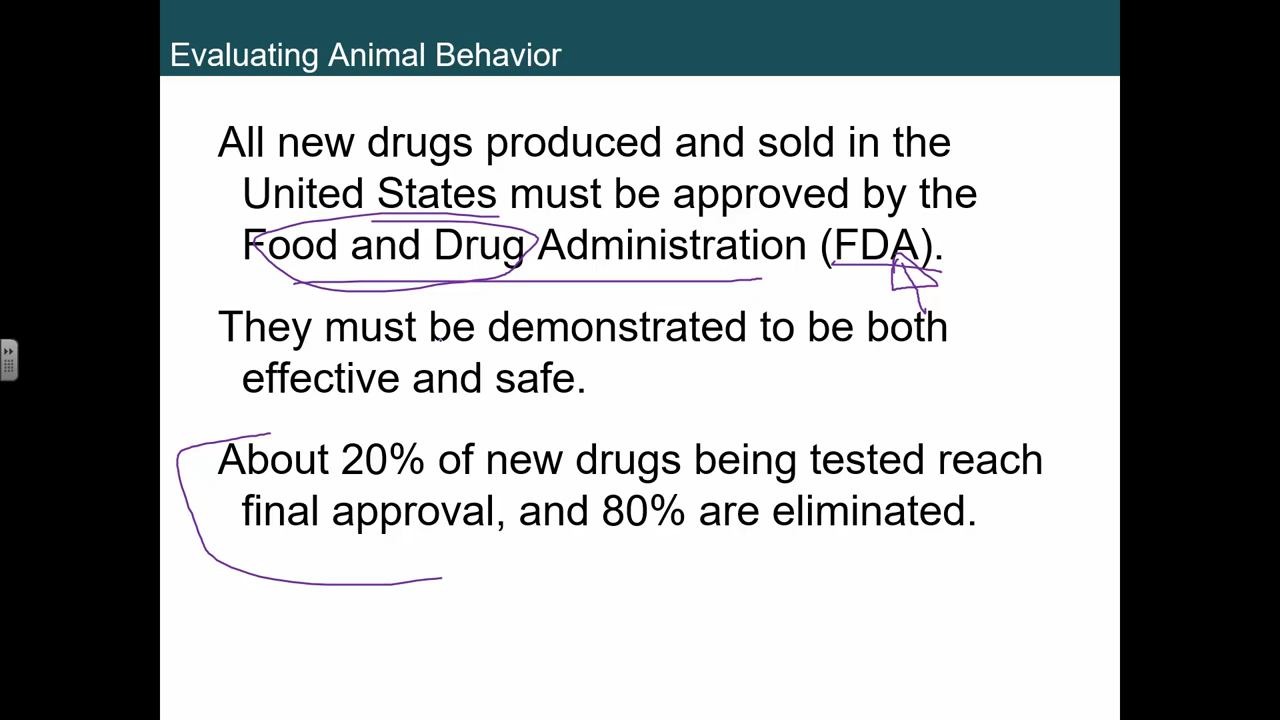 Evaluating Animal Behavior
All new drugs produced and sold in the
United States must be approved by the
Food and Drug Administration (FDA).
They must be demonstrated to be both
effective and safe.
About 20% of new drugs being tested reach
final approval, and 80% are eliminated.